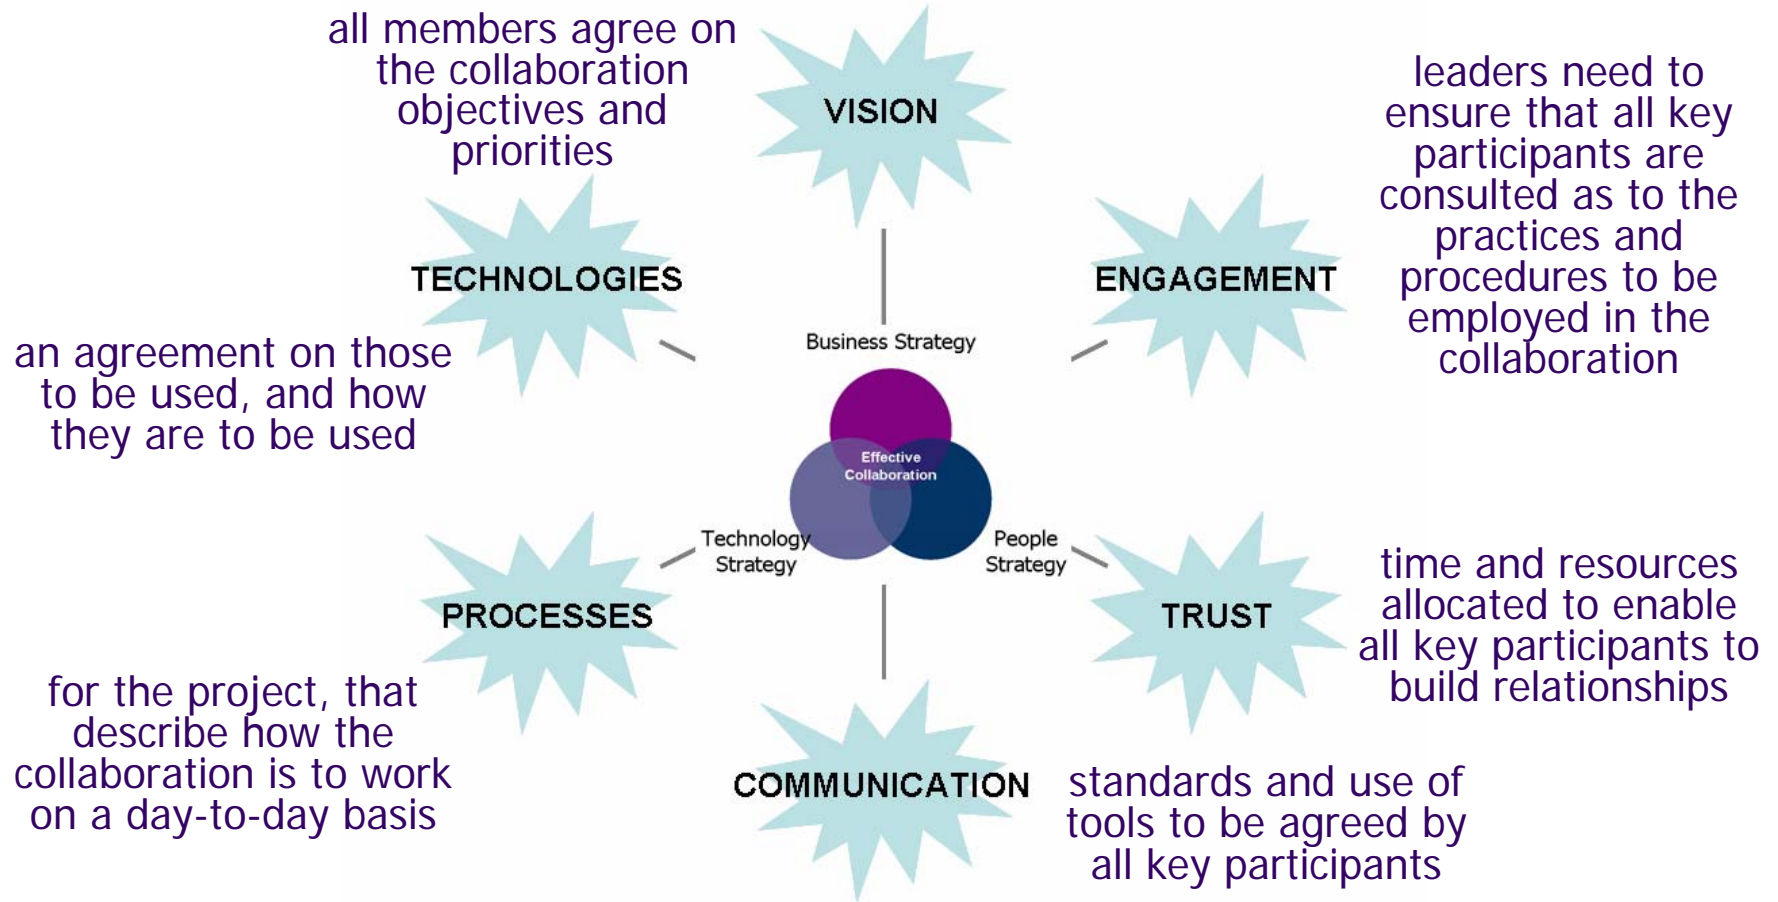 all members agree on
the collaboration
objectives and
priorities
VISION
leaders need to
ensure that all key
participants are
consulted as to the
practices and
procedures to be
employed in the
collaboration
TECHNOLOGIES
ENGAGEMENT
an agreement on those
to be used, and how
they are to be used
Business Strategy
Effective
Collaboration
Technology
Strategy
People
Strategy
PROCESSES
TRUST
time and resources
allocated to enable
all key participants to
build relationships
for the project, that
describe how the
collaboration is to work
on a day-to-day basis
COMMUNICATION
standards and use of
tools to be agreed by
all key participants